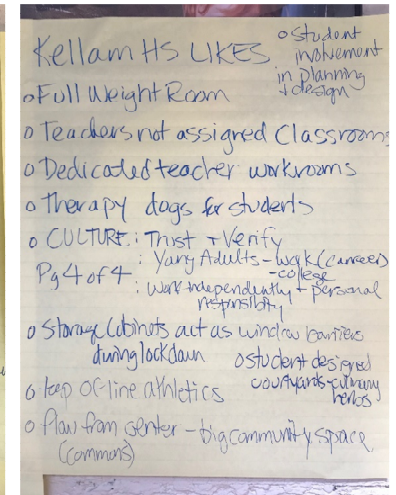 Kellam HS LIKES
o Student
involvement
in planning
+ design
o Full Weight Room
o Teachers not assigned Classrooms
o Dedicated teacher workrooms
o Therapy dogs for students
o CULTURE: : Trust + Verify
: Yung Adults - work (career)
- college
Pg 4 of 4
: Work independently + personal
responsibility
o Storage Cabinets act as window barriers
during lockdown
o student designed
courtyards - culinary
herbs
o top of-line athletics
o flow from center - big community space
(commons)